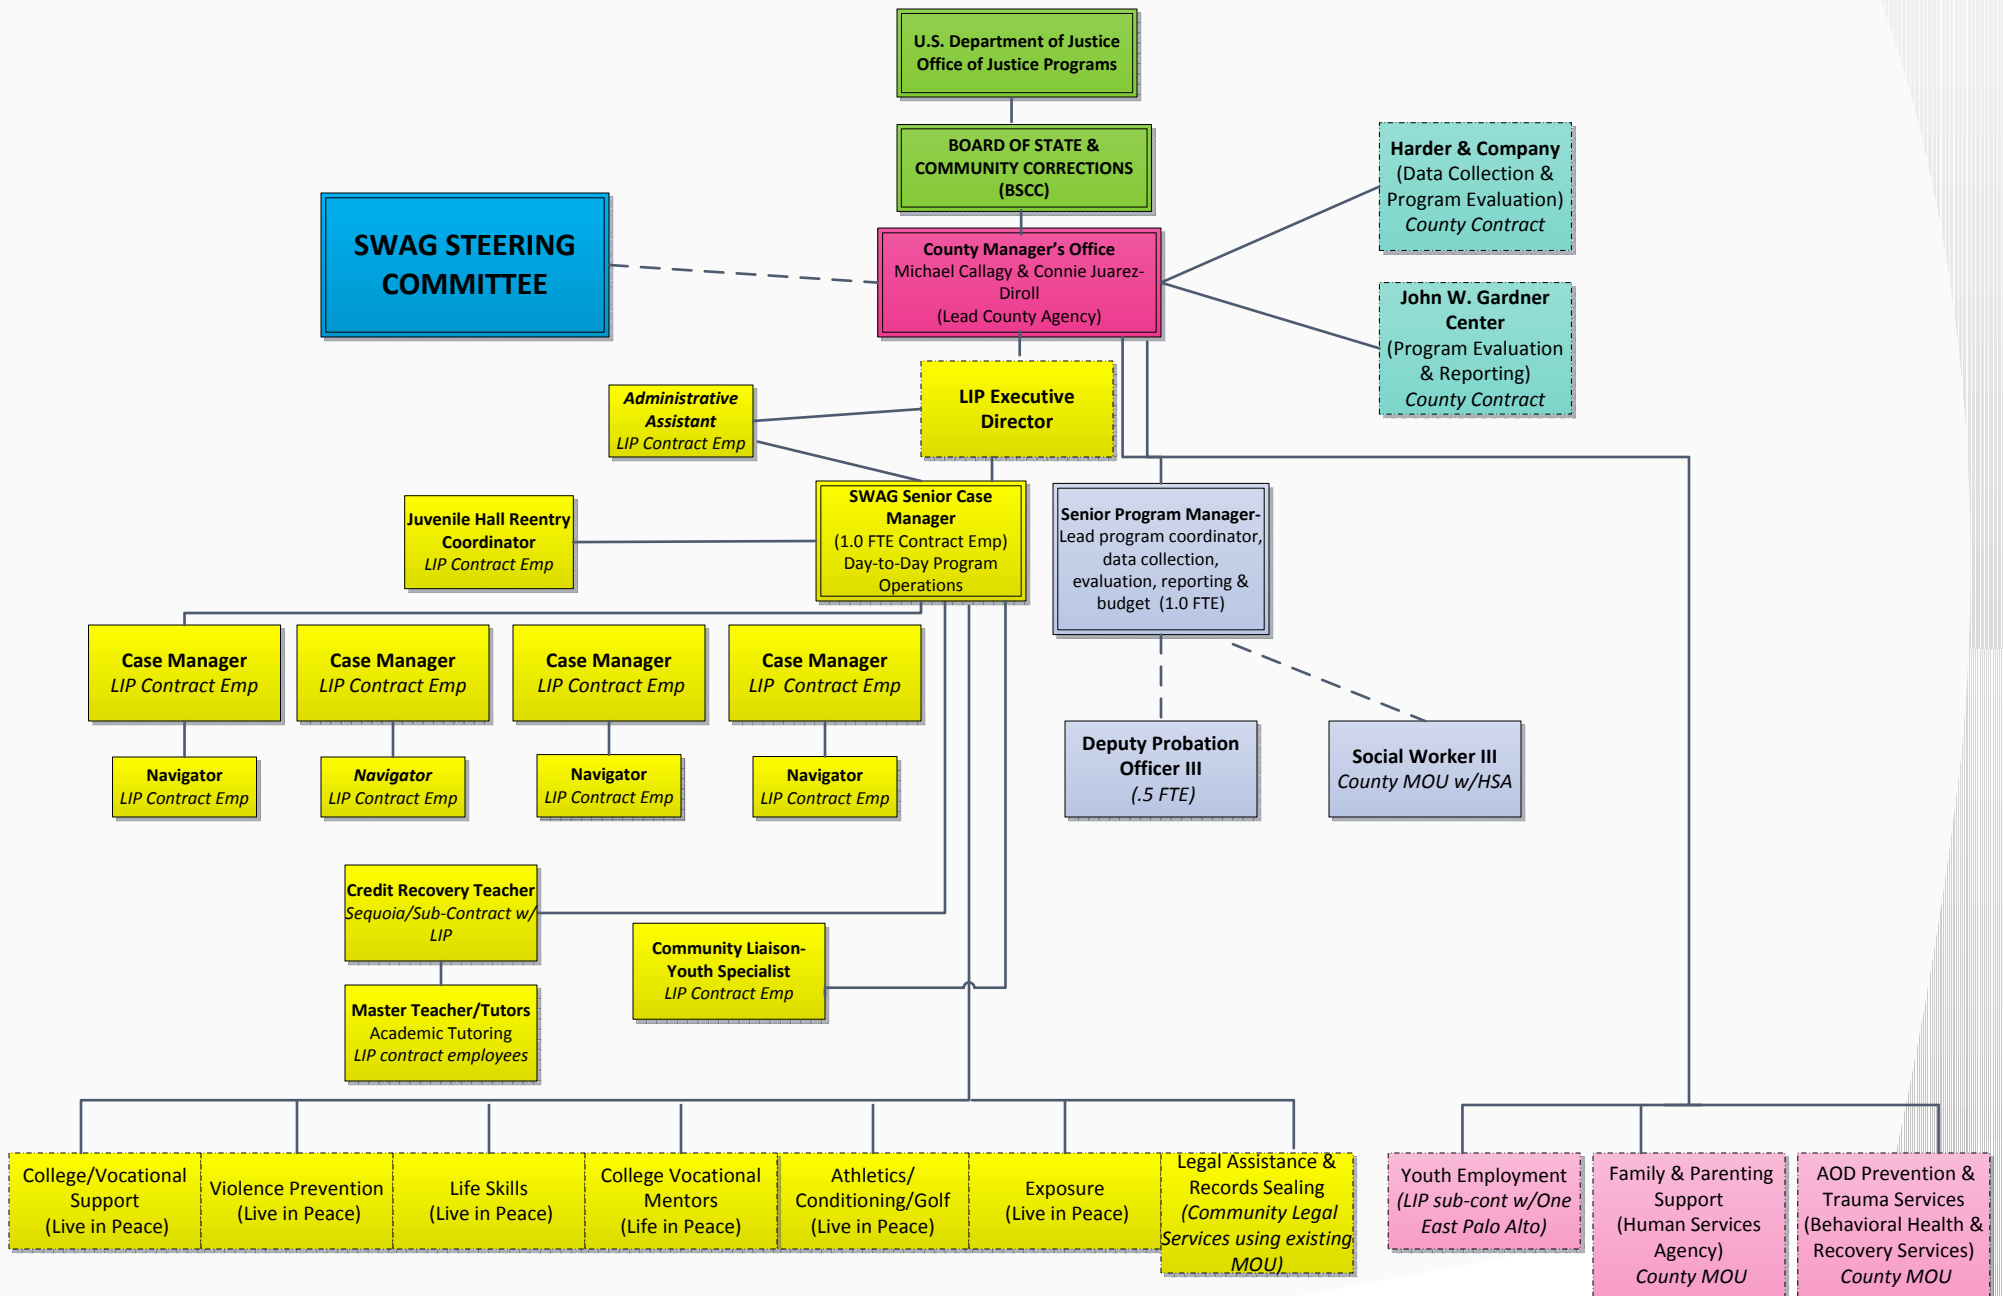 U.S. Department of Justice
Office of Justice Programs
BOARD OF STATE &
COMMUNITY CORRECTIONS
(BSCC)
Harder & Company
(Data Collection &
Program Evaluation)
County Contract
SWAG STEERING
COMMITTEE
County Manager's Office
Michael Callagy & Connie Juarez-
Diroll
(Lead County Agency)
John W. Gardner
Center
(Program Evaluation
& Reporting)
County Contract
Administrative
Assistant
LIP Contract Emp
LIP Executive
Director
Juvenile Hall Reentry
Coordinator
LIP Contract Emp
SWAG Senior Case
Manager
(1.0 FTE Contract Emp)
Day-to-Day Program
Operations
Senior Program Manager-
Lead program coordinator,
data collection,
evaluation, reporting &
budget (1.0 FTE)
Case Manager
LIP Contract Emp
Case Manager
LIP Contract Emp
Case Manager
LIP Contract Emp
Case Manager
LIP Contract Emp
Navigator
LIP Contract Emp
Navigator
LIP Contract Emp
Navigator
LIP Contract Emp
Navigator
LIP Contract Emp
Deputy Probation
Officer III
(.5 FTE)
Social Worker III
County MOU w/HSA
Credit Recovery Teacher
Sequoia/Sub-Contract w/
LIP
Community Liaison-
Youth Specialist
LIP Contract Emp
Master Teacher/Tutors
Academic Tutoring
LIP contract employees
College/Vocational
Support
(Live in Peace)
Violence Prevention
(Live in Peace)
Life Skills
(Live in Peace)
College Vocational
Mentors
(Life in Peace)
Athletics/
Conditioning/Golf
(Live in Peace)
Exposure
(Live in Peace)
Legal Assistance &
Records Sealing
(Community Legal
Services using existing
MOU)
Youth Employment
(LIP sub-cont w/One
East Palo Alto)
Family & Parenting
Support
(Human Services
Agency)
County MOU
AOD Prevention &
Trauma Services
(Behavioral Health &
Recovery Services)
County MOU